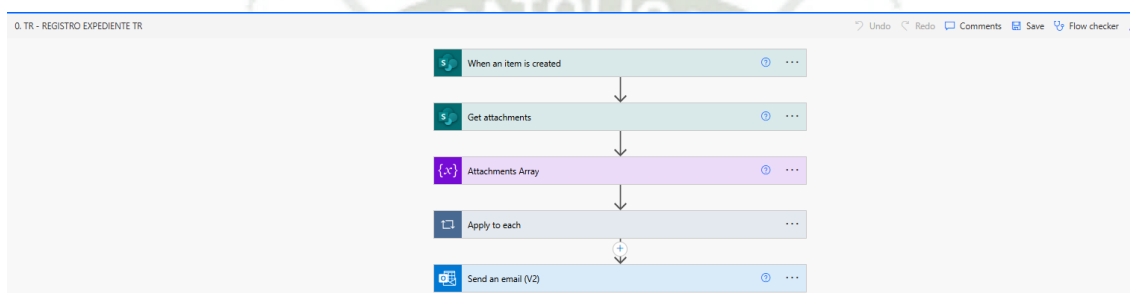 0. TR - REGISTRO EXPEDIENTE TR
Undo Redo Comments Save Flow checker
When an item is created
Get attachments
{x} Attachments Array
Apply to each
Send an email (V2)